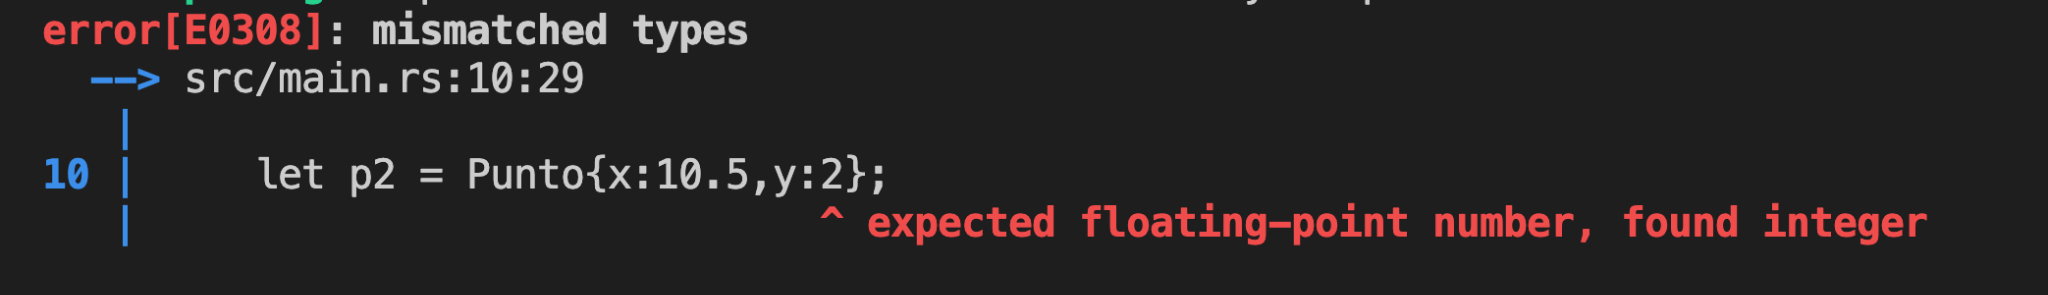 error[E0308]: mismatched types
--> src/main.rs:10:29
|
10 | let p2 = Punto{x:10.5,y:2};
| ^ expected floating-point number, found integer